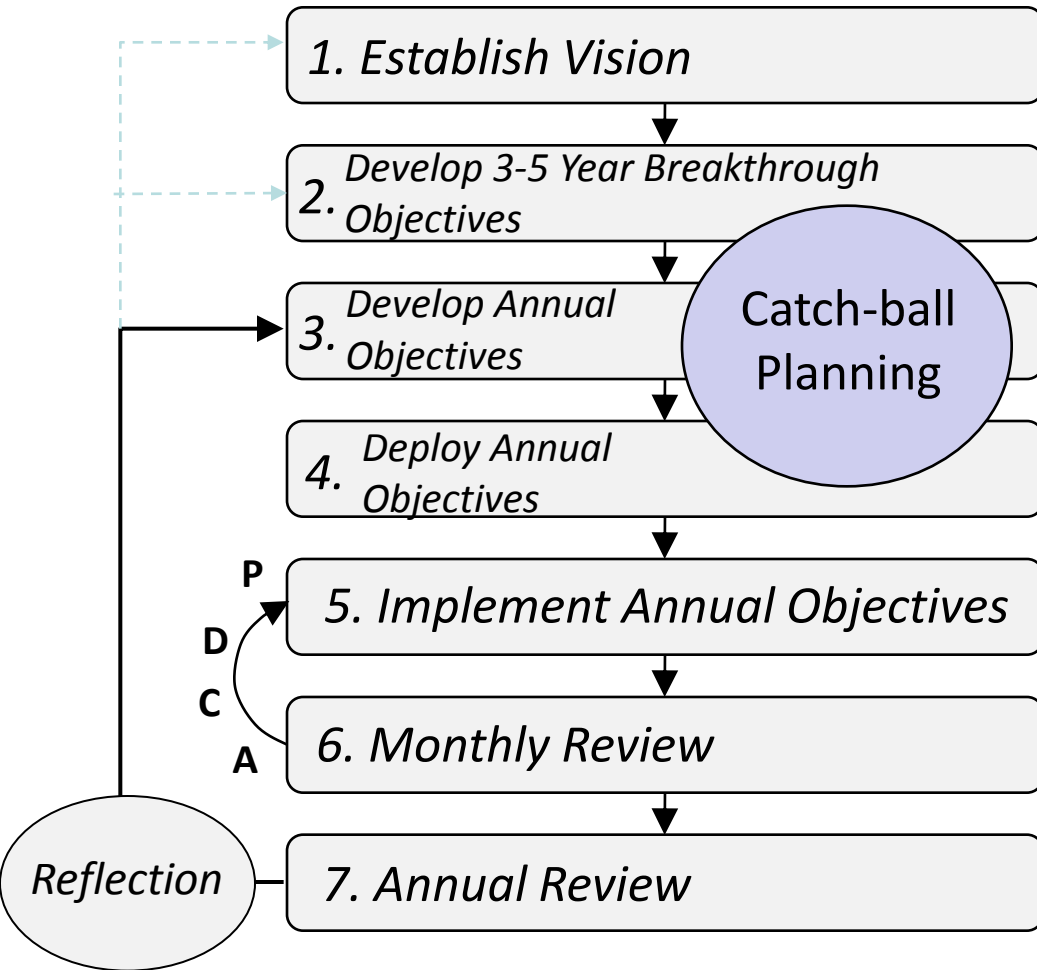 1. Establish Vision
2. Develop 3-5 Year Breakthrough
Objectives
3. Develop Annual
Objectives
Catch-ball
Planning
4. Deploy Annual
Objectives
P
D
C
A
5. Implement Annual Objectives
6. Monthly Review
Reflection
7. Annual Review